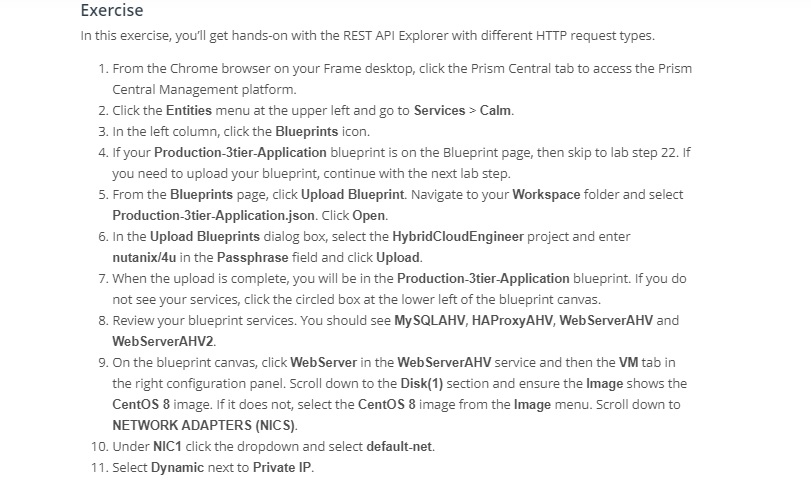 Exercise
In this exercise, you'll get hands-on with the REST API Explorer with different HTTP request types.
1. From the Chrome browser on your Frame desktop, click the Prism Central tab to access the Prism
Central Management platform.
2. Click the Entities menu at the upper left and go to Services > Calm.
3. In the left column, click the Blueprints icon.
4. If your Production-3tier-Application blueprint is on the Blueprint page, then skip to lab step 22. If
you need to upload your blueprint, continue with the next lab step.
5. From the Blueprints page, click Upload Blueprint. Navigate to your Workspace folder and select
Production-3tier-Application.json. Click Open.
6. In the Upload Blueprints dialog box, select the HybridCloudEngineer project and enter
nutanix/4u in the Passphrase field and click Upload.
7. When the upload is complete, you will be in the Production-3tier-Application blueprint. If you do
not see your services, click the circled box at the lower left of the blueprint canvas.
8. Review your blueprint services. You should see MySQLAHV, HAProxyAHV, WebServerAHV and
WebServerAHV2.
9. On the blueprint canvas, click WebServer in the WebServerAHV service and then the VM tab in
the right configuration panel. Scroll down to the Disk(1) section and ensure the Image shows the
CentOS 8 image. If it does not, select the CentOS 8 image from the Image menu. Scroll down to
NETWORK ADAPTERS (NICS).
10. Under NIC1 click the dropdown and select default-net.
11. Select Dynamic next to Private IP.